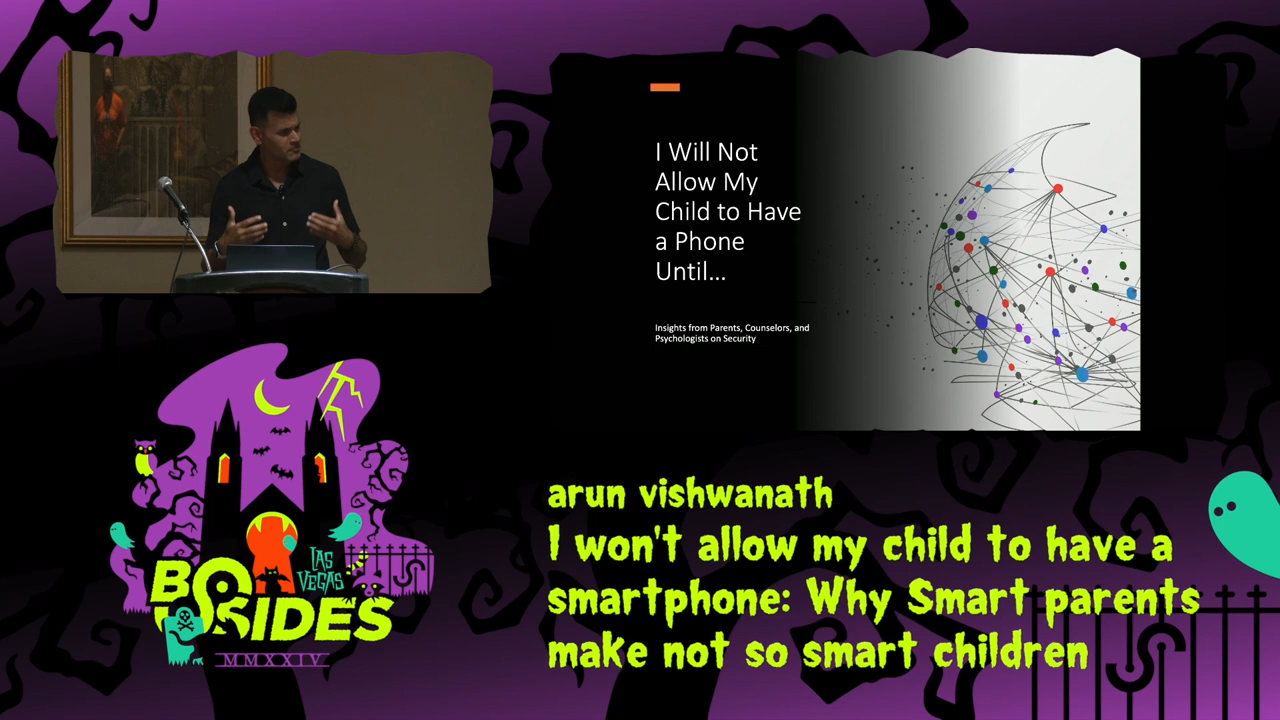 I Will Not
Allow My
Child to Have
a Phone
Until...
Insights from Parents, Counselors, and
Psychologists on Security
LAS
VEGAS
BSIDES
MMXXIV
arun vishwanath
I won't allow my child to have a
smartphone: Why Smart parents
make not so smart children